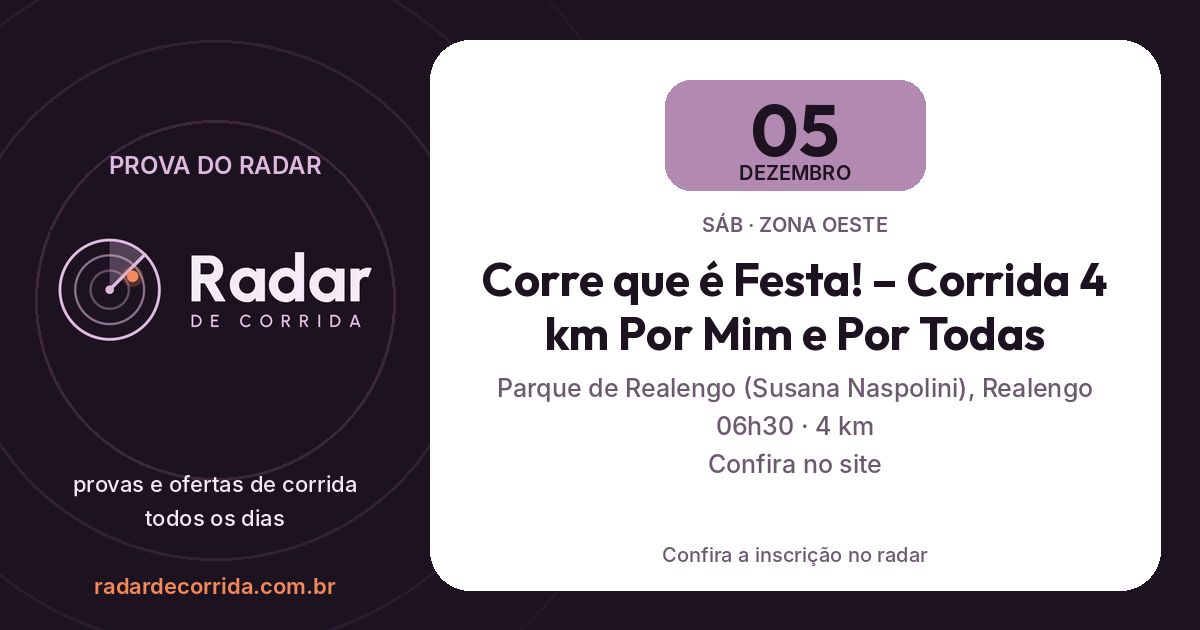 PROVA DO RADAR
Radar
DE CORRIDA
provas e ofertas de corrida
todos os dias
radardecorrida.com.br
05
DEZEMBRO
SÁB · ZONA OESTE
Corre que é Festa! – Corrida 4
km Por Mim e Por Todas
Parque de Realengo (Susana Naspolini), Realengo
06h30 · 4 km
Confira no site
Confira a inscrição no radar